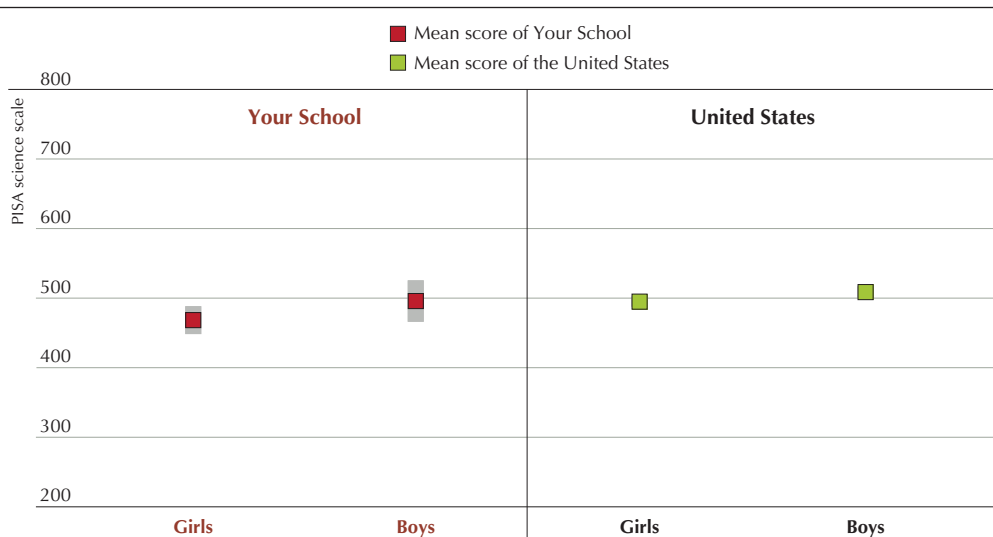 Mean score of Your School
Mean score of the United States
PISA science scale
800
Your School
United States
700
600
500
400
300
200
Girls
Boys
Girls
Boys